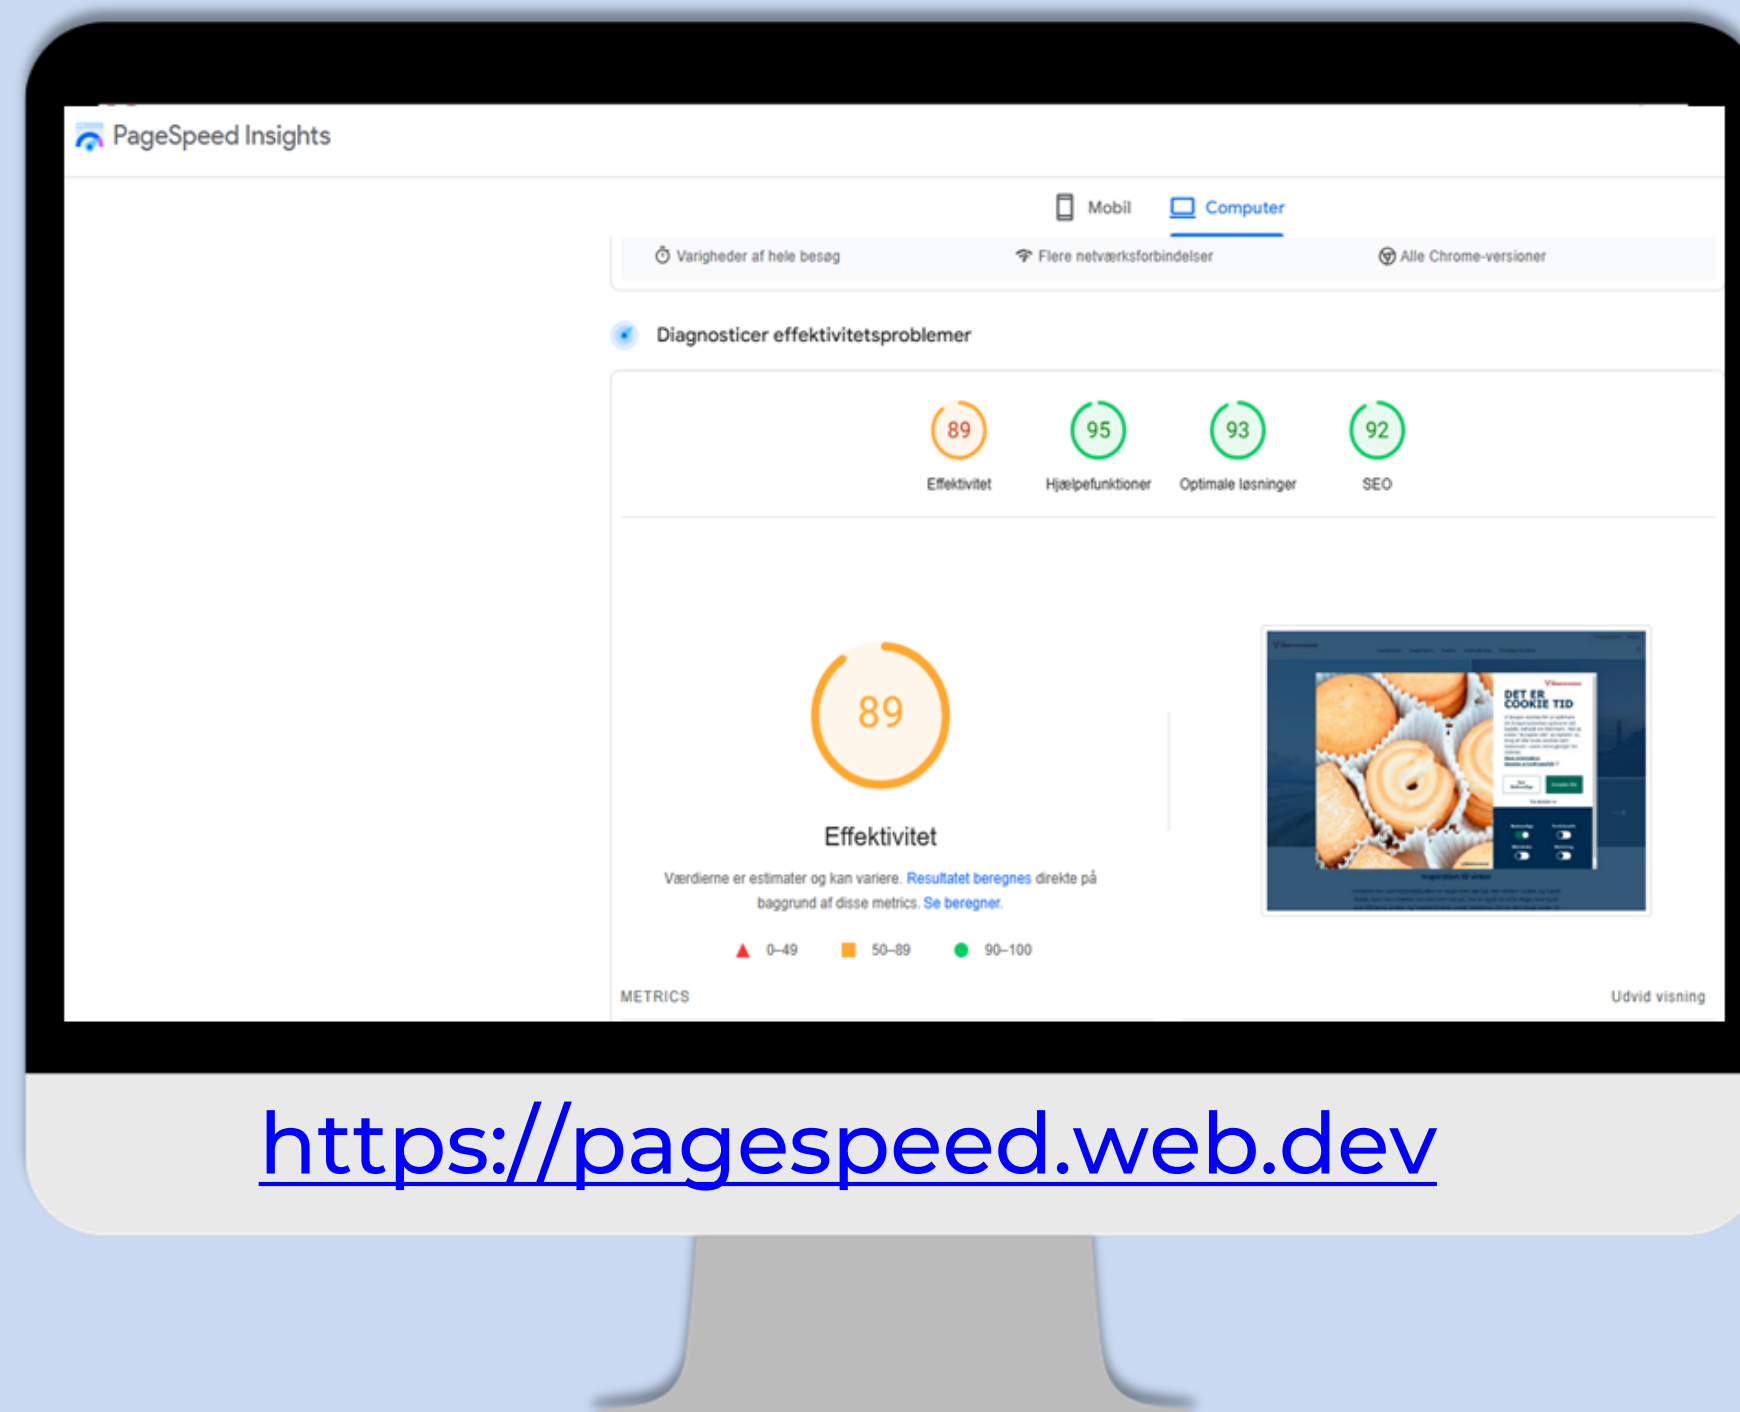 PageSpeed Insights
Mobil
Computer
Varigheder af hele besøg
Flere netværksforbindelser
Alle Chrome-versioner
Diagnosticer effektivitetsproblemer
89
95
93
92
Effektivitet
Hjælpefunktioner
Optimale løsninger
SEO
89
Effektivitet
Værdierne er estimater og kan variere. Resultatet beregnes direkte på
baggrund af disse metrics. Se beregner.
0–49
50–89
90–100
DET ER
COOKIE TID
Inspiration til vinter
METRICS
Udvid visning
https://pagespeed.web.dev